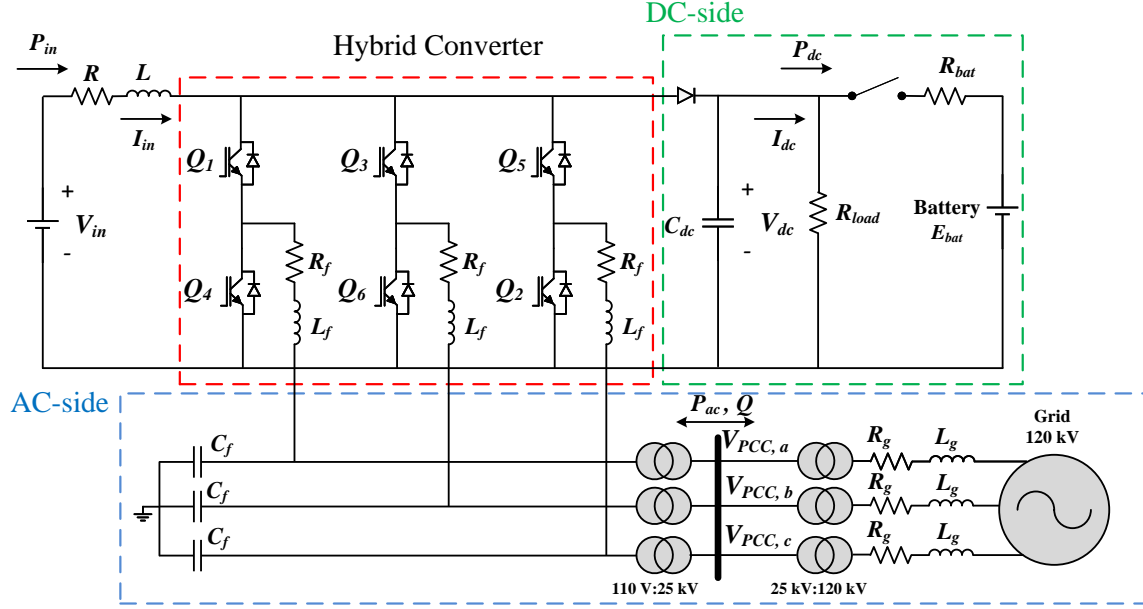 DC-side
Hybrid Converter
P_in
R L
I_in
P_dc
R_bat
I_dc
Q_1 Q_3 Q_5
+
V_in
-
R_f R_f R_f
C_dc
+
V_dc
-
R_load
Battery
E_bat
Q_4 Q_6 Q_2
L_f L_f L_f
AC-side
P_ac , Q
Grid
120 kV
C_f
V_PCC, a
R_g L_g
C_f
V_PCC, b
R_g L_g
C_f
V_PCC, c
R_g L_g
110 V:25 kV
25 kV:120 kV